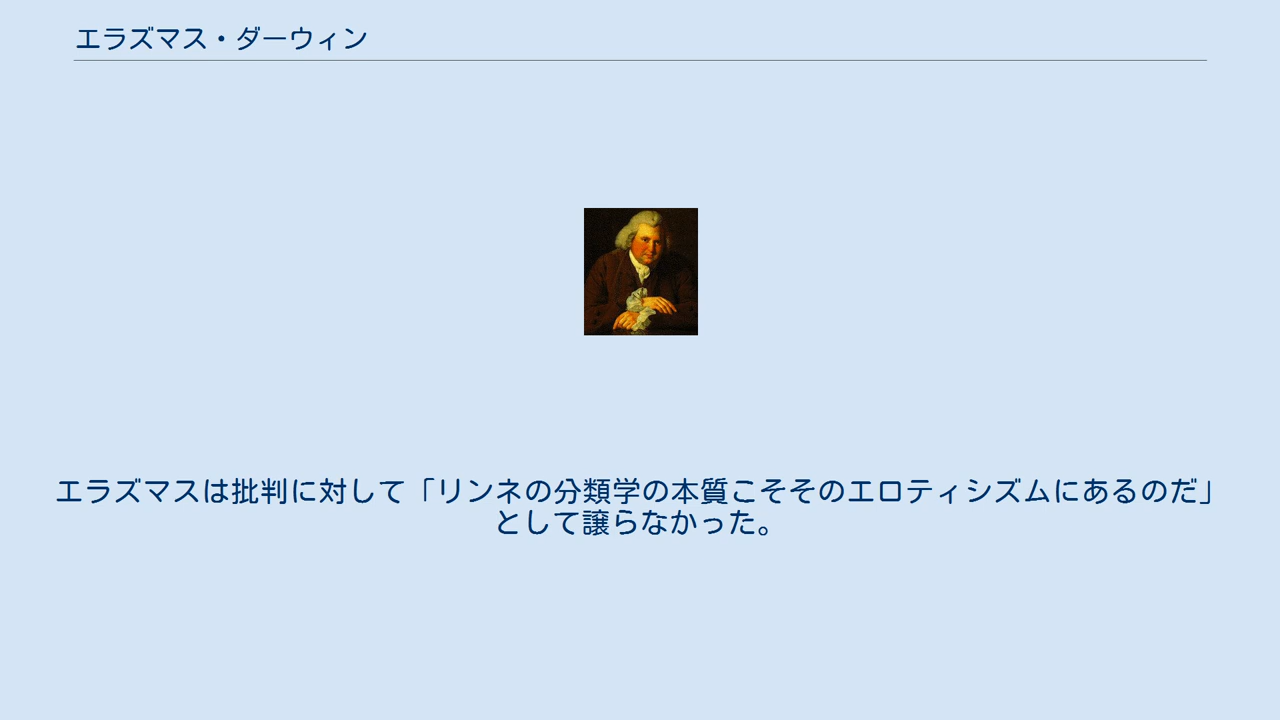 エラズマス・ダーウィン
エラズマスは批判に対して「リンネの分類学の本質こそそのエロティシズムにあるのだ」
として譲らなかった。